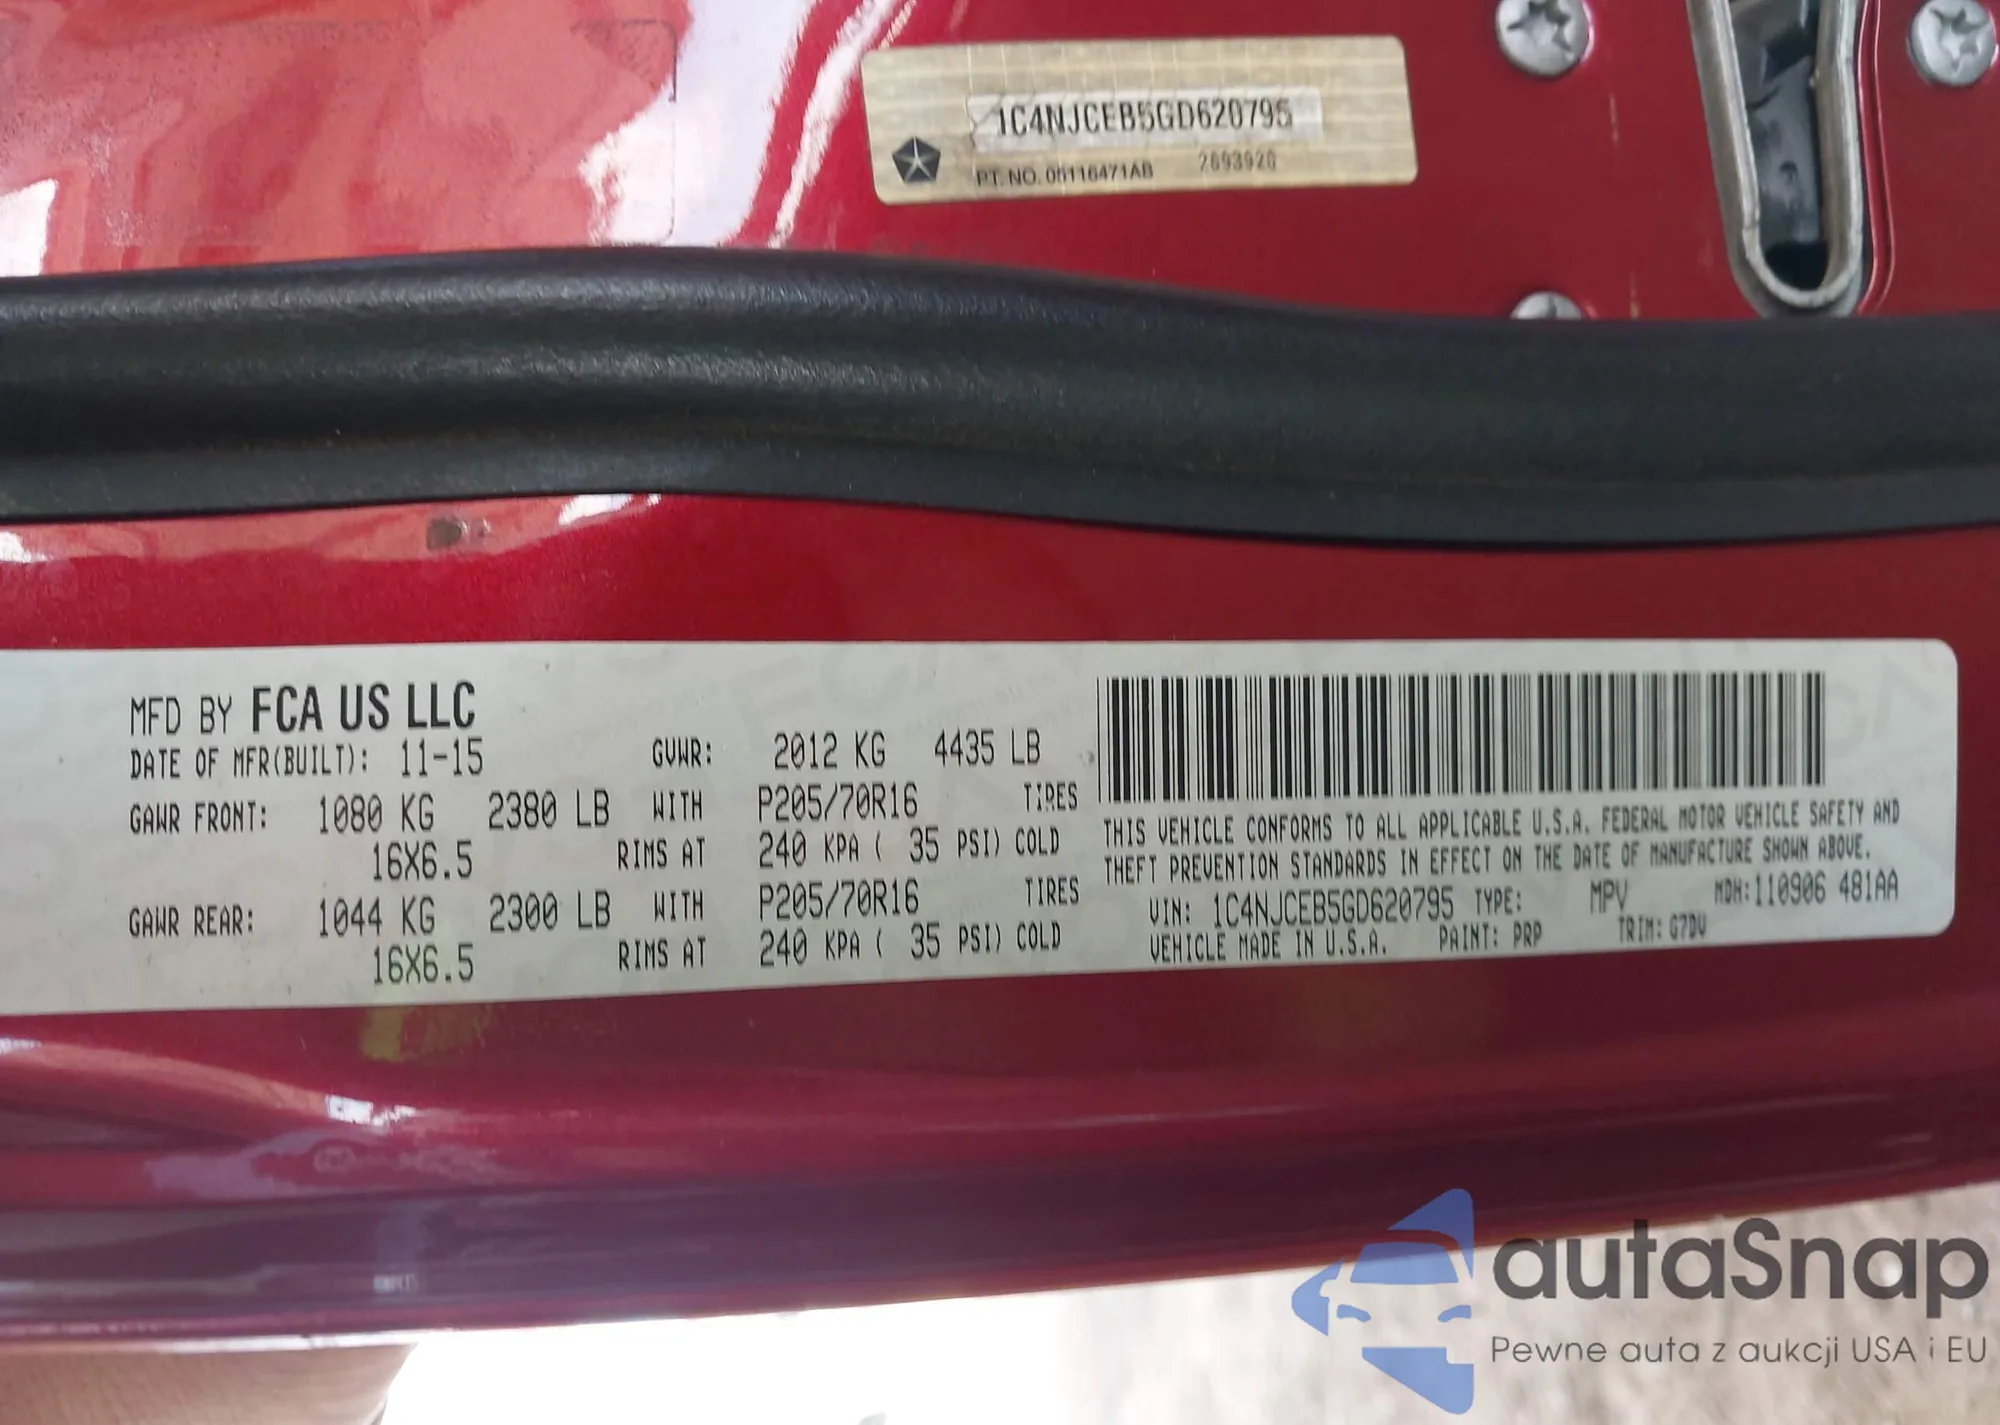 1C4NJCEB5GD620795
PT. NO. 05116471AB 2693920
MFD BY FCA US LLC
DATE OF MFR(BUILT): 11-15 GVWR: 2012 KG 4435 LB
GAWR FRONT: 1080 KG 2380 LB WITH P205/70R16 TIRES
16X6.5 RIMS AT 240 KPA ( 35 PSI) COLD
GAWR REAR: 1044 KG 2300 LB WITH P205/70R16 TIRES
16X6.5 RIMS AT 240 KPA ( 35 PSI) COLD
THIS VEHICLE CONFORMS TO ALL APPLICABLE U.S.A. FEDERAL MOTOR VEHICLE SAFETY AND
THEFT PREVENTION STANDARDS IN EFFECT ON THE DATE OF MANUFACTURE SHOWN ABOVE.
VIN: 1C4NJCEB5GD620795 TYPE: MPV MDH:110906 481AA
VEHICLE MADE IN U.S.A. PAINT: PRP TRIM: G7DV
autaSnap
Pewne auta z aukcji USA i EU